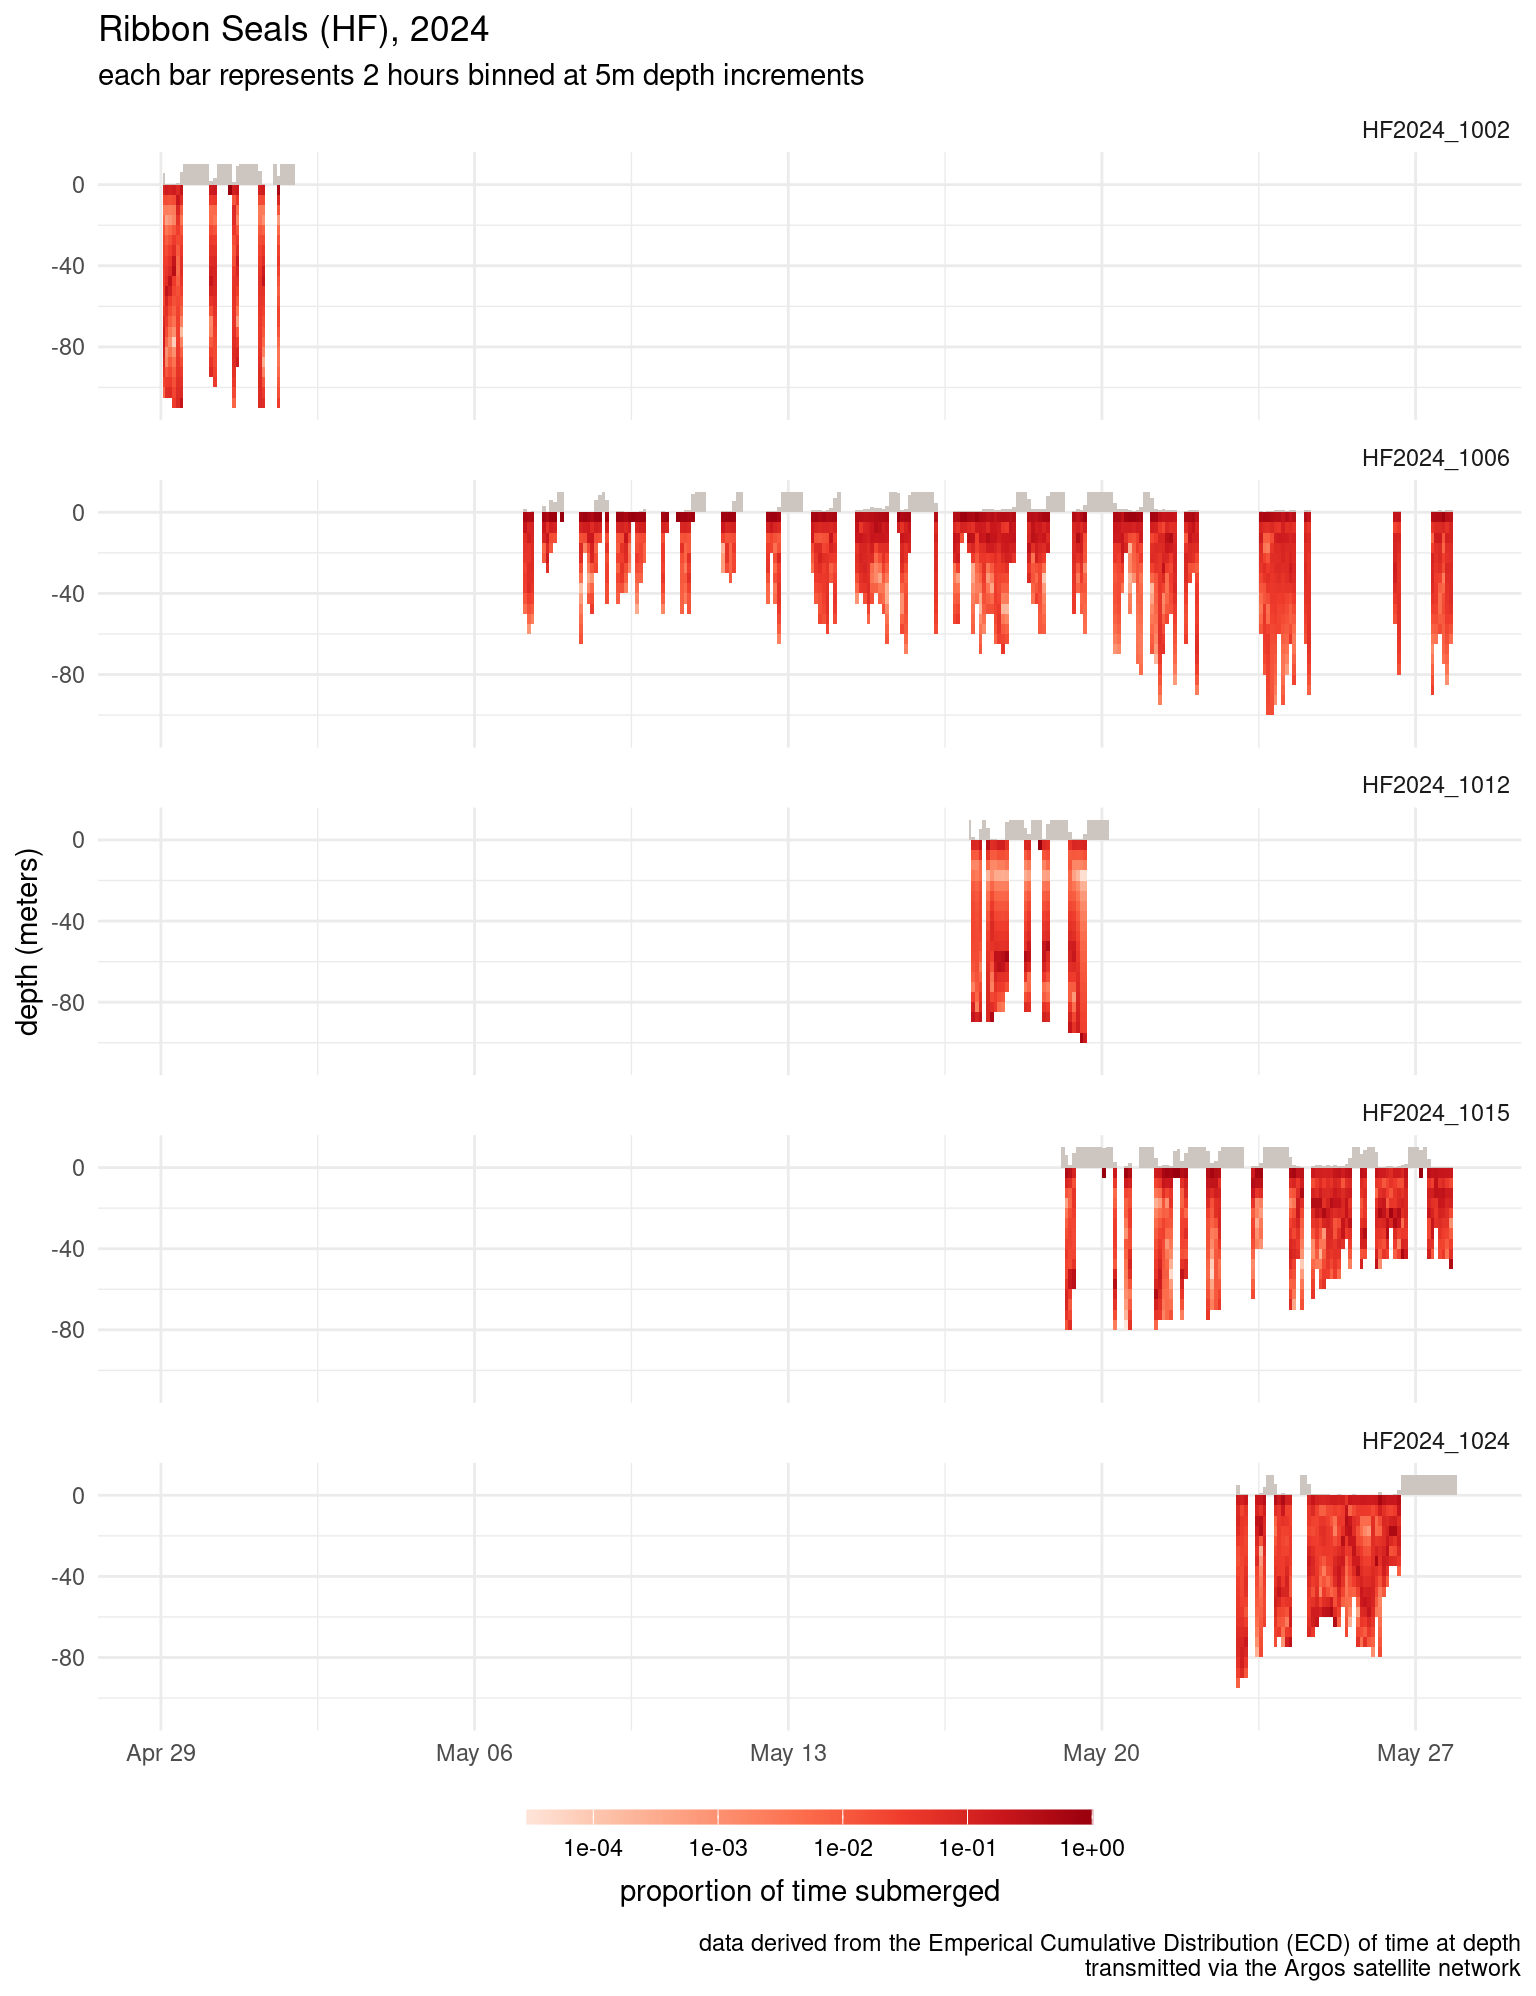 Ribbon Seals (HF), 2024
each bar represents 2 hours binned at 5m depth increments
HF2024_1002
0
-40
-80
HF2024_1006
0
-40
-80
HF2024_1012
0
-40
-80
depth (meters)
HF2024_1015
0
-40
-80
HF2024_1024
0
-40
-80
Apr 29 May 06 May 13 May 20 May 27
1e-04 1e-03 1e-02 1e-01 1e+00
proportion of time submerged
data derived from the Emperical Cumulative Distribution (ECD) of time at depth
transmitted via the Argos satellite network